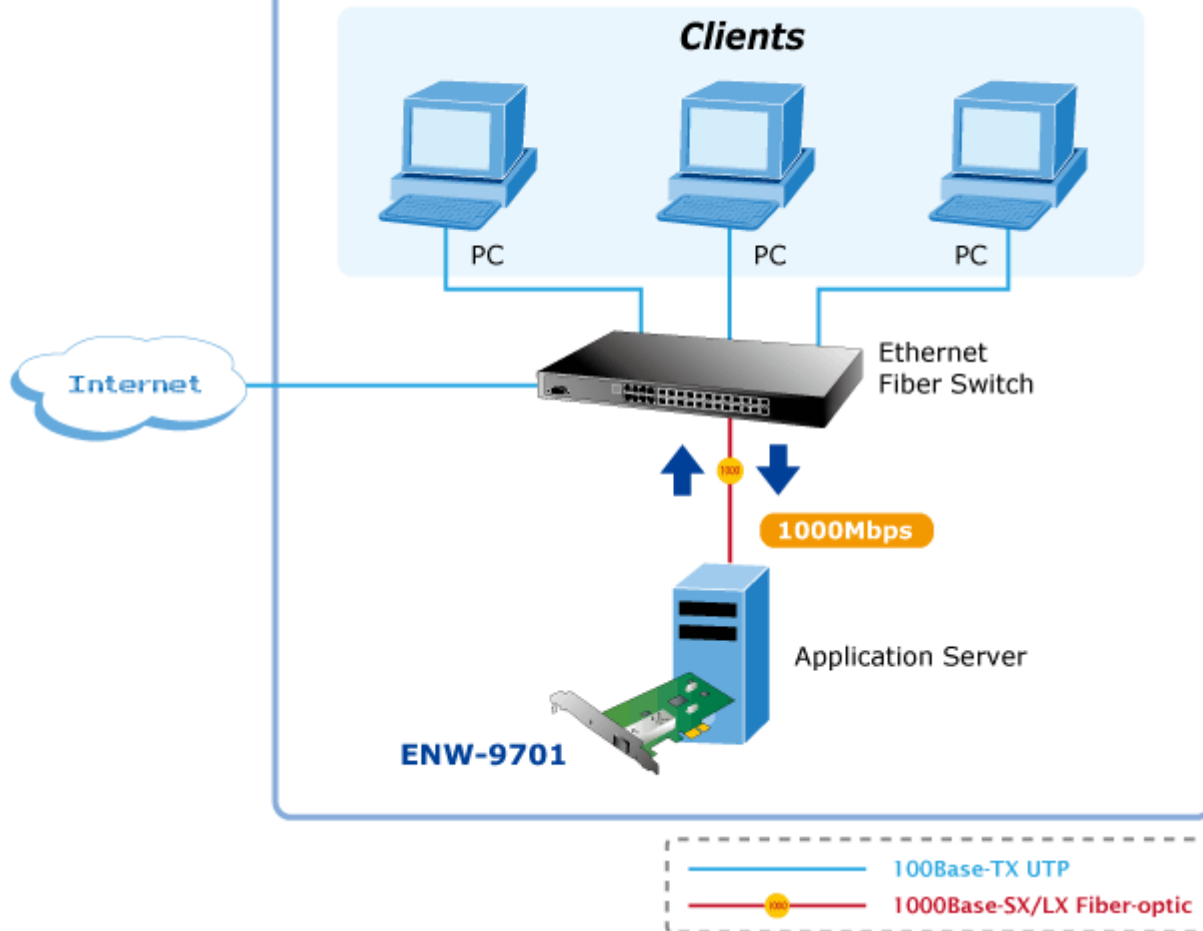 Clients
PC
PC
PC
Internet
Ethernet
Fiber Switch
1000
1000Mbps
Application Server
ENW-9701
100Base-TX UTP
1000
1000Base-SX/LX Fiber-optic